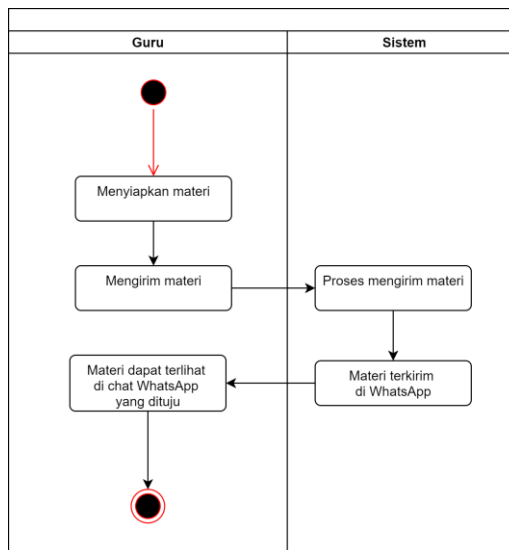 Guru
Sistem
Menyiapkan materi
Mengirim materi
Proses mengirim materi
Materi dapat terlihat
di chat WhatsApp
yang dituju
Materi terkirim
di WhatsApp